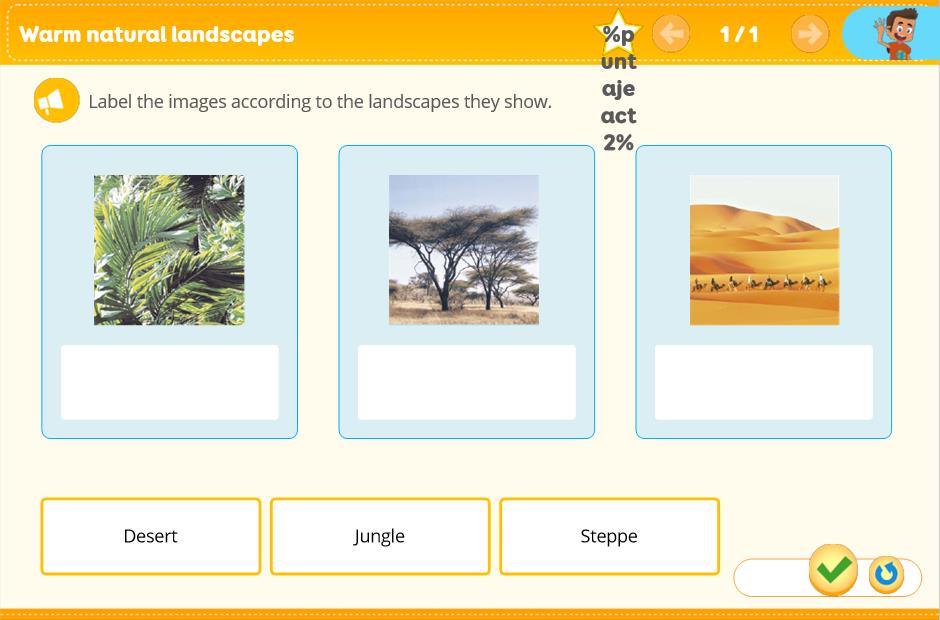 Warm natural landscapes
%p
unt
aje
act
2%
1 / 1
Label the images according to the landscapes they show.
Desert
Jungle
Steppe